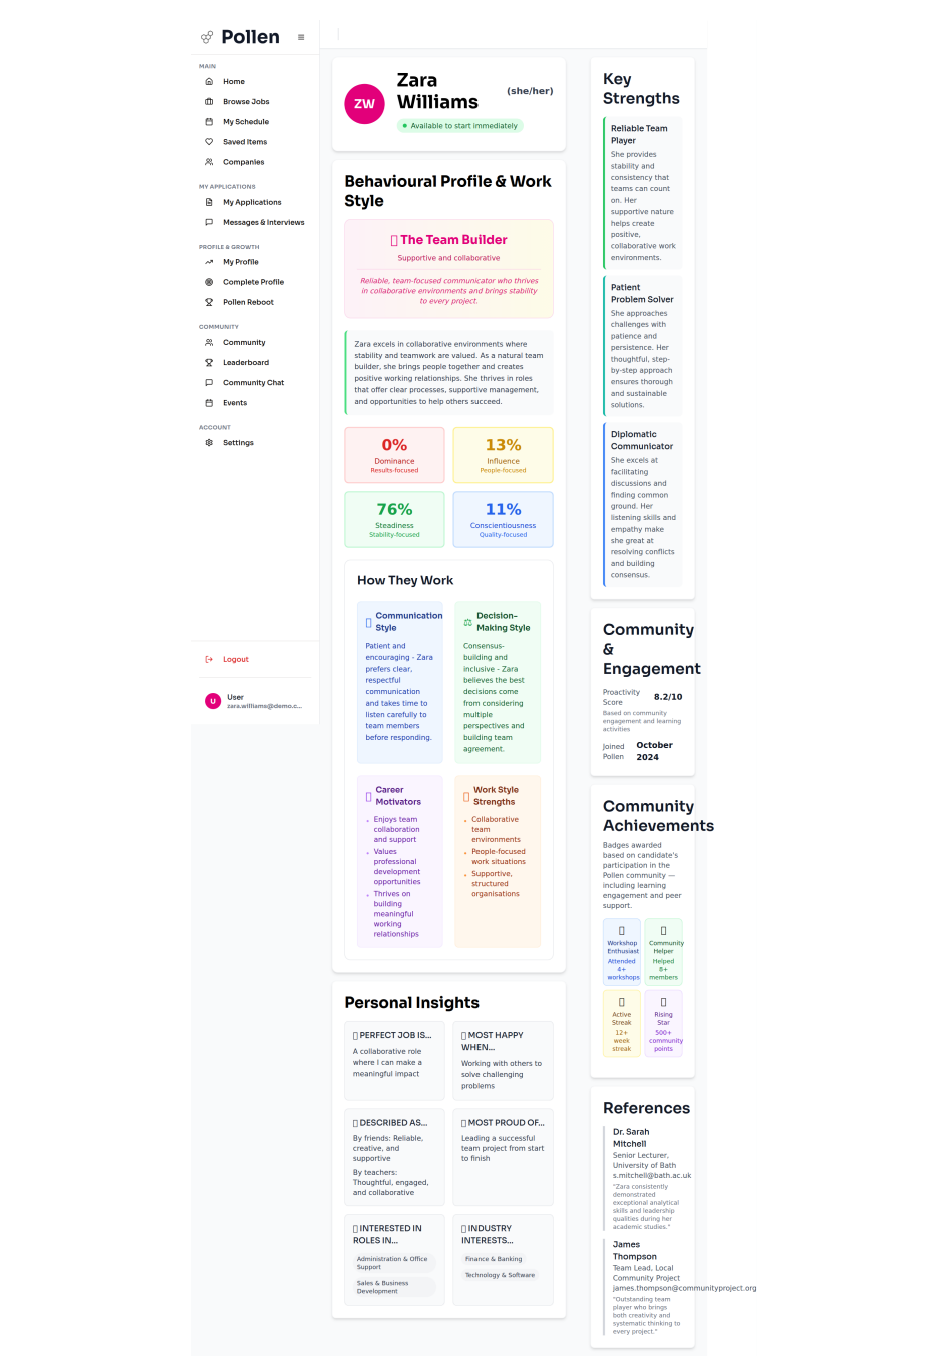 Pollen
MAIN
Home
Browse Jobs
My Schedule
Saved Items
Companies
MY APPLICATIONS
My Applications
Messages & Interviews
PROFILE & GROWTH
My Profile
Complete Profile
Pollen Reboot
COMMUNITY
Community
Leaderboard
Community Chat
Events
ACCOUNT
Settings
Logout
U
User
zara.williams@demo.c...
ZW
Zara
Williams
(she/her)
Available to start immediately
Behavioural Profile & Work
Style
The Team Builder
Supportive and collaborative
Reliable, team-focused communicator who thrives
in collaborative environments and brings stability
to every project.
Zara excels in collaborative environments where
stability and teamwork are valued. As a natural team
builder, she brings people together and creates
positive working relationships. She thrives in roles
that offer clear processes, supportive management,
and opportunities to help others succeed.
0%
Dominance
Results-focused
13%
Influence
People-focused
76%
Steadiness
Stability-focused
11%
Conscientiousness
Quality-focused
How They Work
Communication
Style
Patient and
encouraging - Zara
prefers clear,
respectful
communication
and takes time to
listen carefully to
team members
before responding.
Decision-
Making Style
Consensus-
building and
inclusive - Zara
believes the best
decisions come
from considering
multiple
perspectives and
building team
agreement.
Career
Motivators
• Enjoys team
collaboration
and support
• Values
professional
development
opportunities
• Thrives on
building
meaningful
working
relationships
Work Style
Strengths
• Collaborative
team
environments
• People-focused
work situations
• Supportive,
structured
organisations
Personal Insights
PERFECT JOB IS...
A collaborative role
where I can make a
meaningful impact
MOST HAPPY
WHEN...
Working with others to
solve challenging
problems
DESCRIBED AS...
By friends: Reliable,
creative, and
supportive
By teachers:
Thoughtful, engaged,
and collaborative
MOST PROUD OF...
Leading a successful
team project from start
to finish
INTERESTED IN
ROLES IN...
Administration & Office
Support
Sales & Business
Development
INDUSTRY
INTERESTS...
Finance & Banking
Technology & Software
Key
Strengths
Reliable Team
Player
She provides
stability and
consistency that
teams can count
on. Her
supportive nature
helps create
positive,
collaborative work
environments.
Patient
Problem Solver
She approaches
challenges with
patience and
persistence. Her
thoughtful, step-
by-step approach
ensures thorough
and sustainable
solutions.
Diplomatic
Communicator
She excels at
facilitating
discussions and
finding common
ground. Her
listening skills and
empathy make
she great at
resolving conflicts
and building
consensus.
Community
&
Engagement
Proactivity
Score
8.2/10
Based on community
engagement and learning
activities
Joined
Pollen
October
2024
Community
Achievements
Badges awarded
based on candidate's
participation in the
Pollen community —
including learning
engagement and peer
support.
Workshop
Enthusiast
Attended
4+
workshops
Community
Helper
Helped
8+
members
Active
Streak
12+
week
streak
Rising
Star
500+
community
points
References
Dr. Sarah
Mitchell
Senior Lecturer,
University of Bath
s.mitchell@bath.ac.uk
"Zara consistently
demonstrated
exceptional analytical
skills and leadership
qualities during her
academic studies."
James
Thompson
Team Lead, Local
Community Project
james.thompson@communityproject.org
"Outstanding team
player who brings
both creativity and
systematic thinking to
every project."